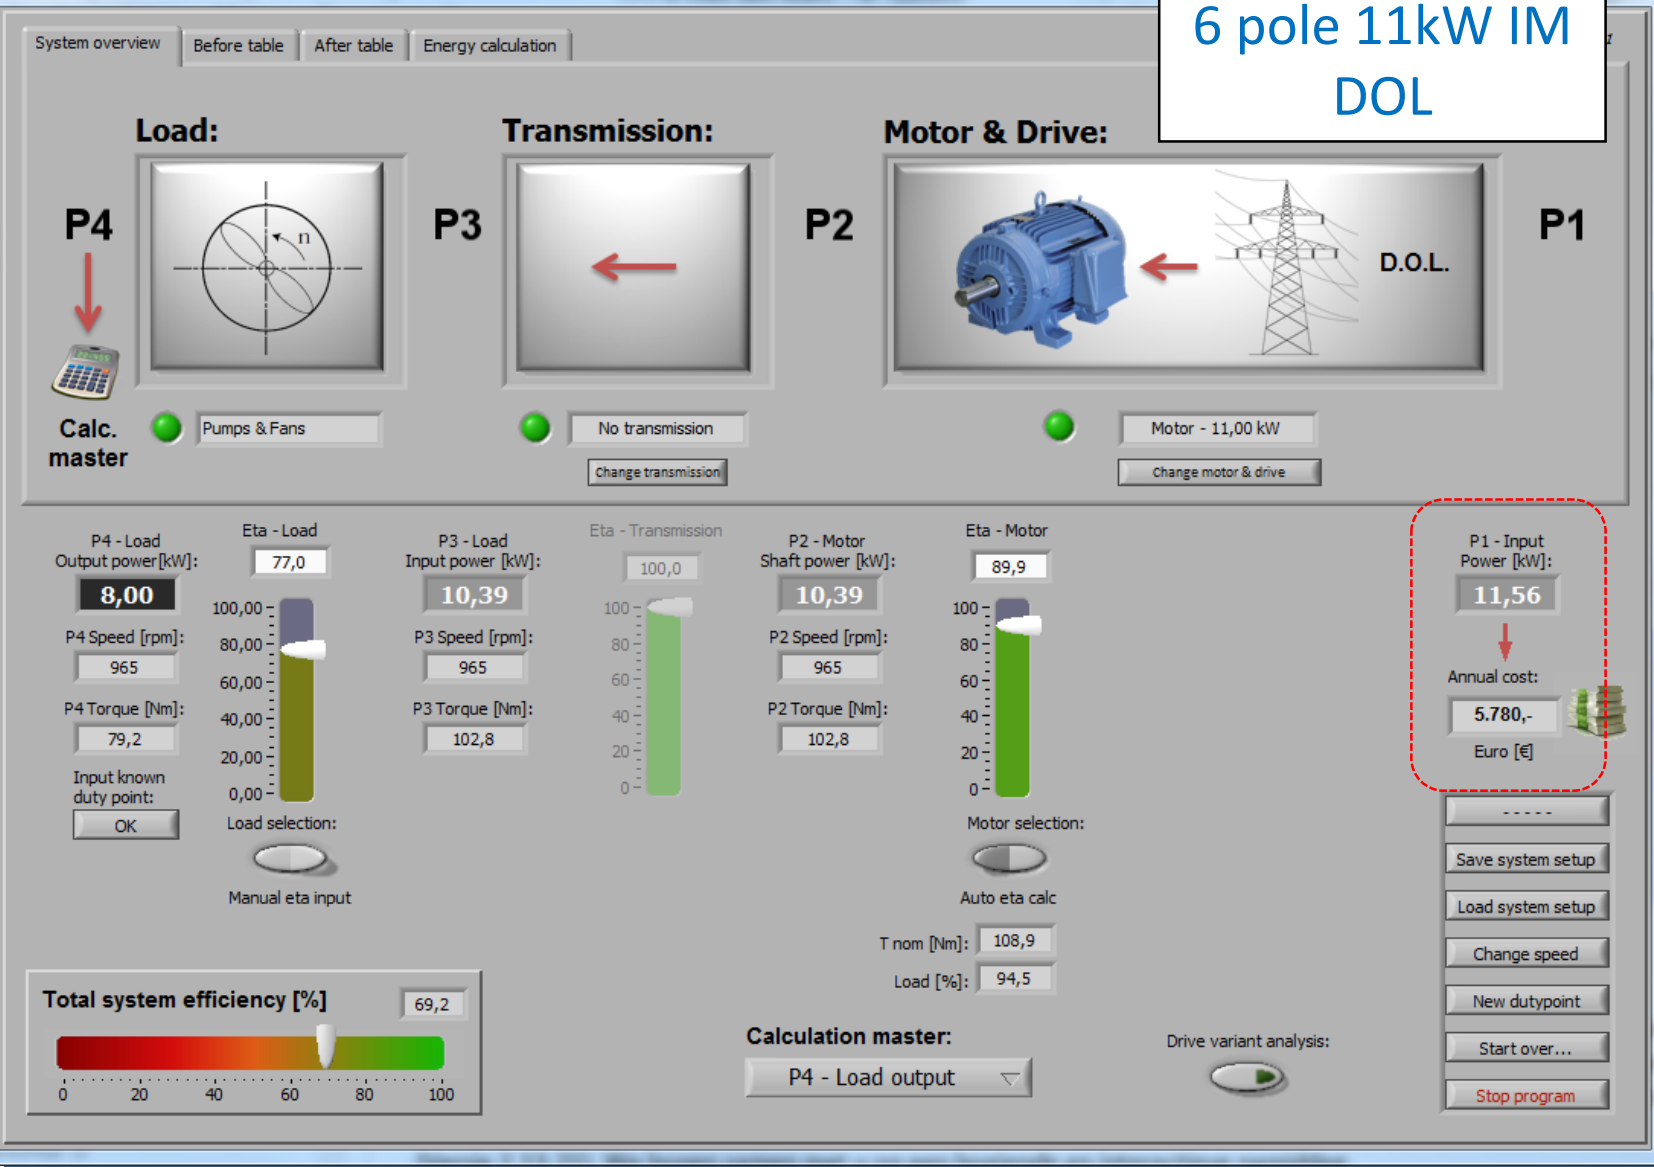 6 pole 11kW IM
DOL
System overview
Before table
After table
Energy calculation
1
Load:
Transmission:
Motor & Drive:
P4
n
P3
P2
D.O.L.
P1
Calc.
master
Pumps & Fans
No transmission
Motor - 11,00 kW
Change transmission
Change motor & drive
P4 - Load
Output power[kW]:
8,00
P4 Speed [rpm]:
965
P4 Torque [Nm]:
79,2
Input known
duty point:
OK
Eta - Load
77,0
100,00
80,00
60,00
40,00
20,00
0,00
Load selection:
Manual eta input
P3 - Load
Input power [kW]:
10,39
P3 Speed [rpm]:
965
P3 Torque [Nm]:
102,8
Eta - Transmission
100,0
100
80
60
40
20
0
P2 - Motor
Shaft power [kW]:
10,39
P2 Speed [rpm]:
965
P2 Torque [Nm]:
102,8
Eta - Motor
89,9
100
80
60
40
20
0
Motor selection:
Auto eta calc
T nom [Nm]: 108,9
Load [%]: 94,5
P1 - Input
Power [kW]:
11,56
Annual cost:
5.780,-
Euro [€]
- - - - -
Save system setup
Load system setup
Change speed
New dutypoint
Start over...
Stop program
Total system efficiency [%] 69,2
0 20 40 60 80 100
Calculation master:
P4 - Load output
Drive variant analysis: